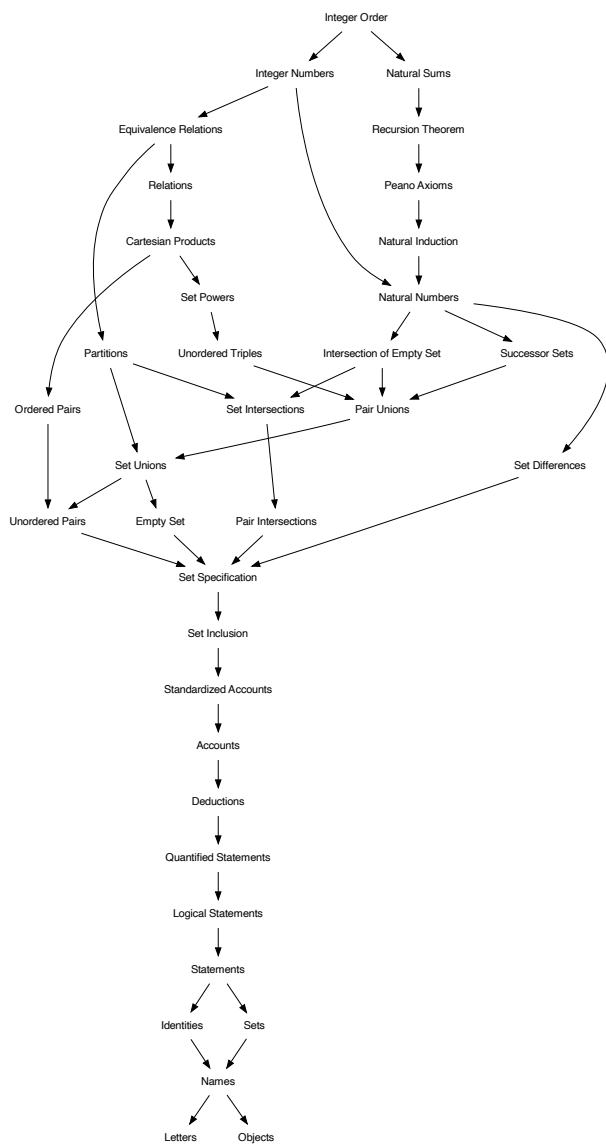 Integer Order
Integer Numbers
Natural Sums
Equivalence Relations
Recursion Theorem
Relations
Peano Axioms
Cartesian Products
Natural Induction
Set Powers
Natural Numbers
Partitions
Unordered Triples
Intersection of Empty Set
Successor Sets
Ordered Pairs
Set Intersections
Pair Unions
Set Unions
Set Differences
Unordered Pairs
Empty Set
Pair Intersections
Set Specification
Set Inclusion
Standardized Accounts
Accounts
Deductions
Quantified Statements
Logical Statements
Statements
Identities
Sets
Names
Letters
Objects